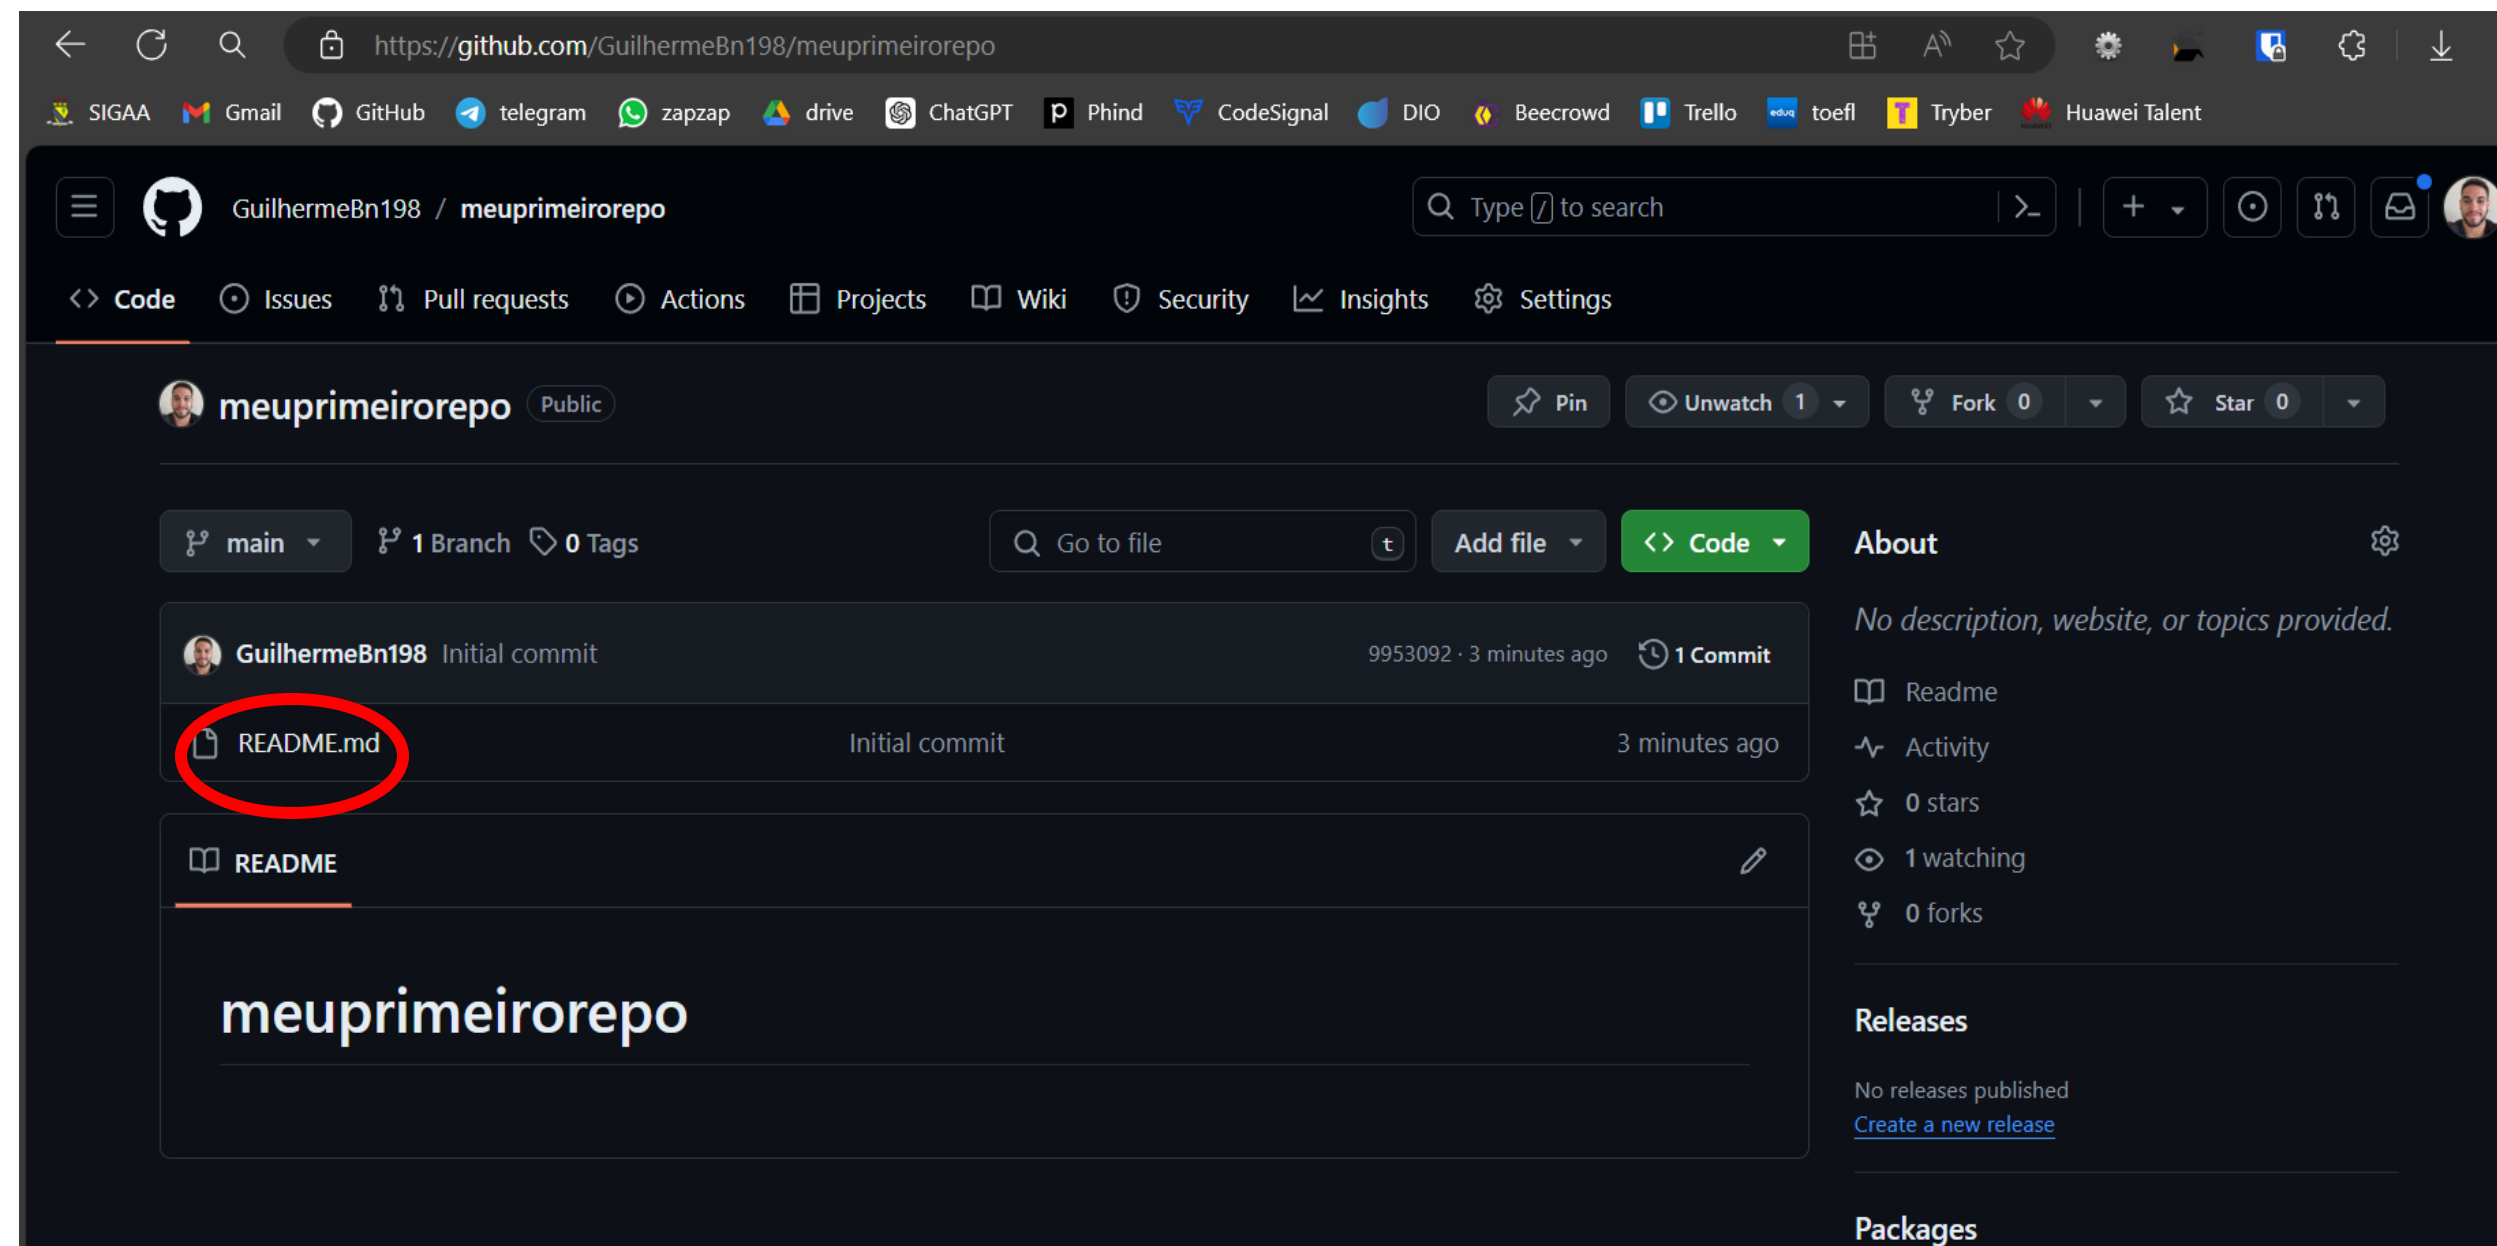 https://github.com/GuilhermeBn198/meuprimeirorepo
SIGAA Gmail GitHub telegram zapzap drive ChatGPT Phind CodeSignal DIO Beecrowd Trello toefl Tryber Huawei Talent
GuilhermeBn198 / meuprimeirorepo Type / to search
Code Issues Pull requests Actions Projects Wiki Security Insights Settings
meuprimeirorepo Public Pin Unwatch 1 Fork 0 Star 0
main 1 Branch 0 Tags Go to file t Add file Code
GuilhermeBn198 Initial commit 9953092 · 3 minutes ago 1 Commit
README.md Initial commit 3 minutes ago
README
meuprimeirorepo
About
No description, website, or topics provided.
Readme
Activity
0 stars
1 watching
0 forks
Releases
No releases published
Create a new release
Packages